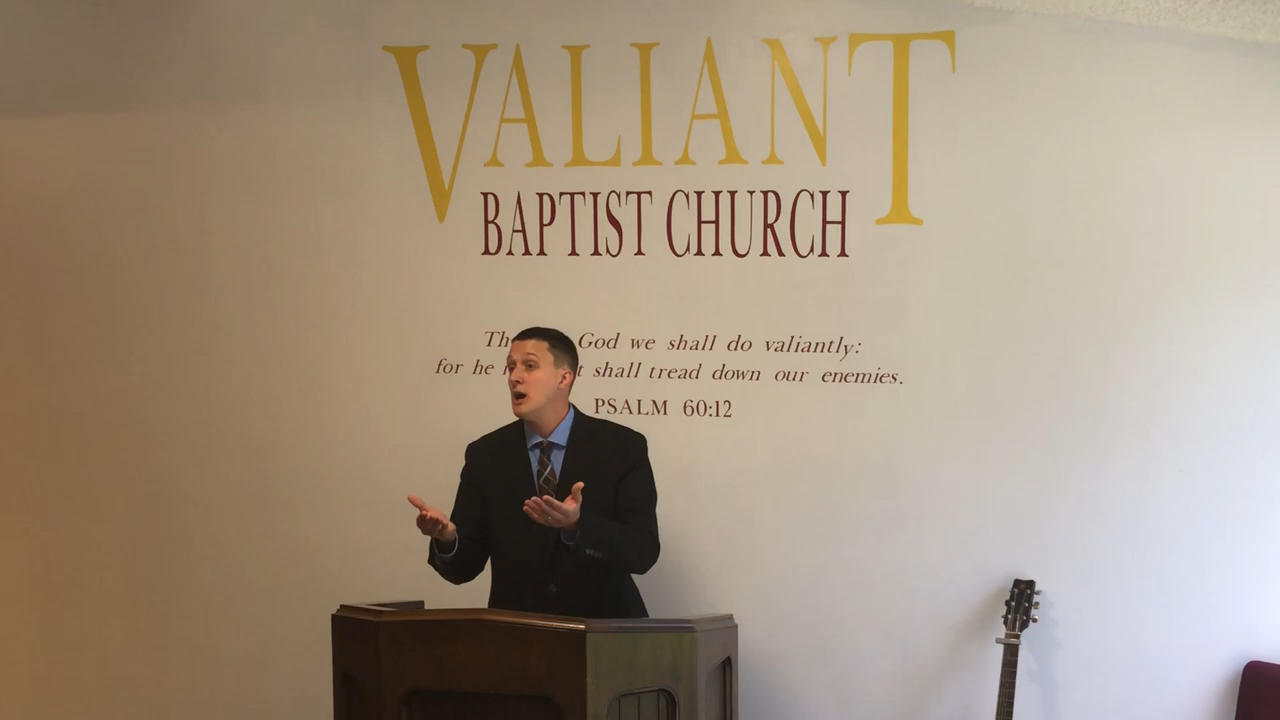 VALIANT
BAPTIST CHURCH
God we shall do valiantly:
for he shall tread down our enemies.
PSALM 60:12